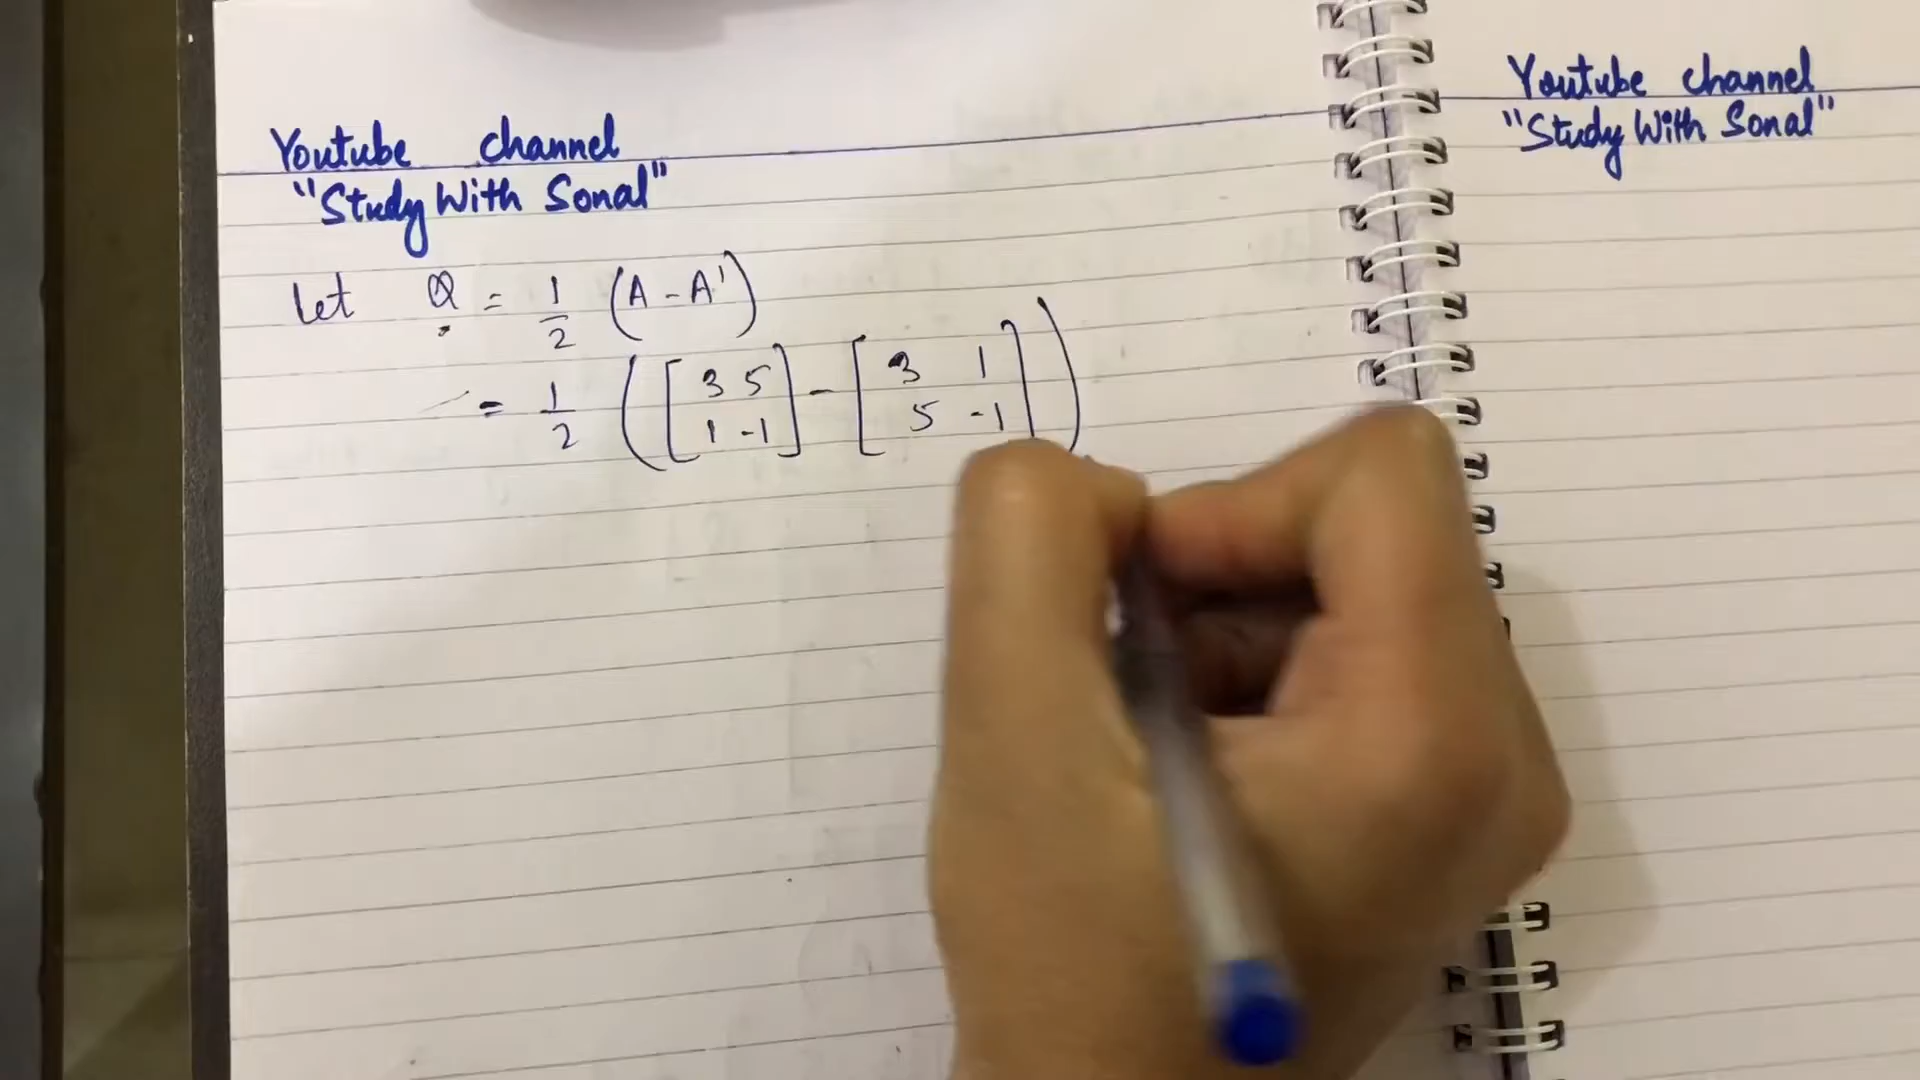 Youtube channel
"Study With Sonal"
Let Q = 1/2 (A - A')
= 1/2 ([3 5
1 -1] - [3 1
5 -1])
Youtube channel
"Study With Sonal"